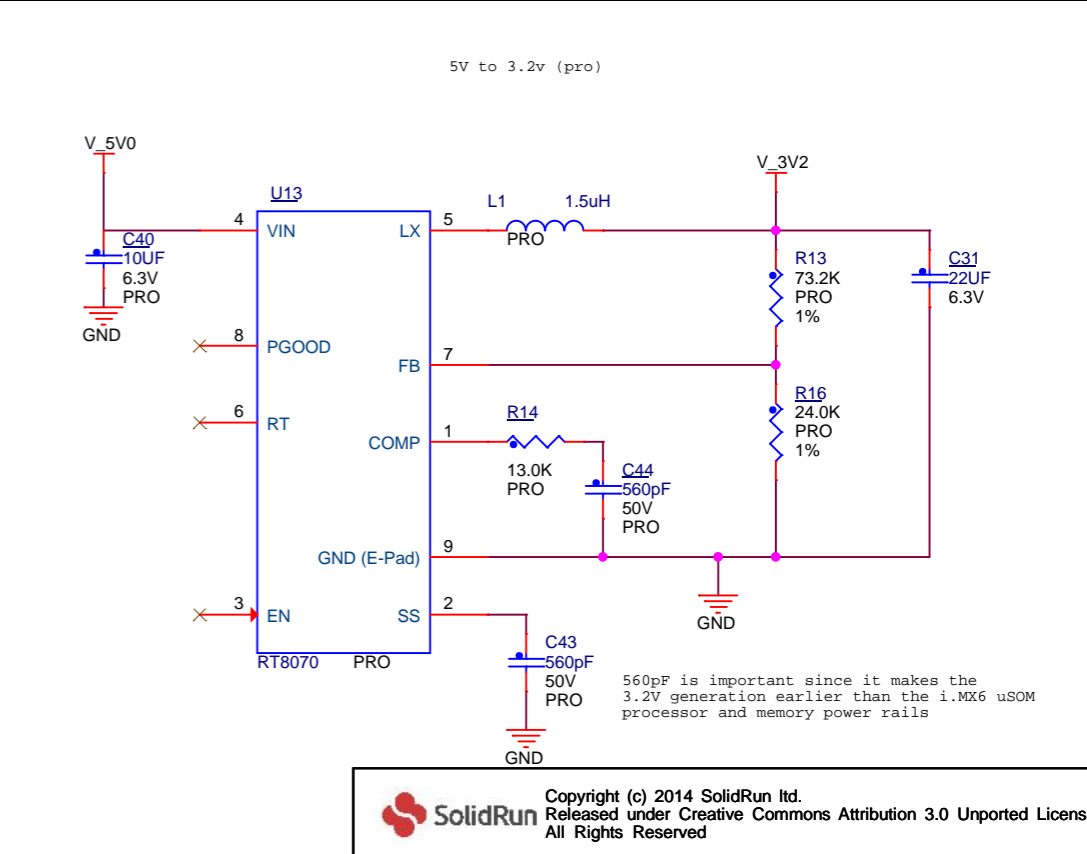 5V to 3.2v (pro)
V_5V0
V_3V2
U13
L1 1.5uH
4 VIN
LX 5
PRO
C40
10UF
6.3V
PRO
GND
R13
73.2K
PRO
1%
C31
22UF
6.3V
8 PGOOD
FB 7
6 RT
R16
24.0K
PRO
1%
R14
COMP 1
13.0K
PRO
C44
560pF
50V
PRO
GND (E-Pad) 9
GND
3 EN
SS 2
RT8070 PRO
C43
560pF
50V
PRO
GND
560pF is important since it makes the
3.2V generation earlier than the i.MX6 uSOM
processor and memory power rails
SolidRun
Copyright (c) 2014 SolidRun ltd.
Released under Creative Commons Attribution 3.0 Unported Licens
All Rights Reserved